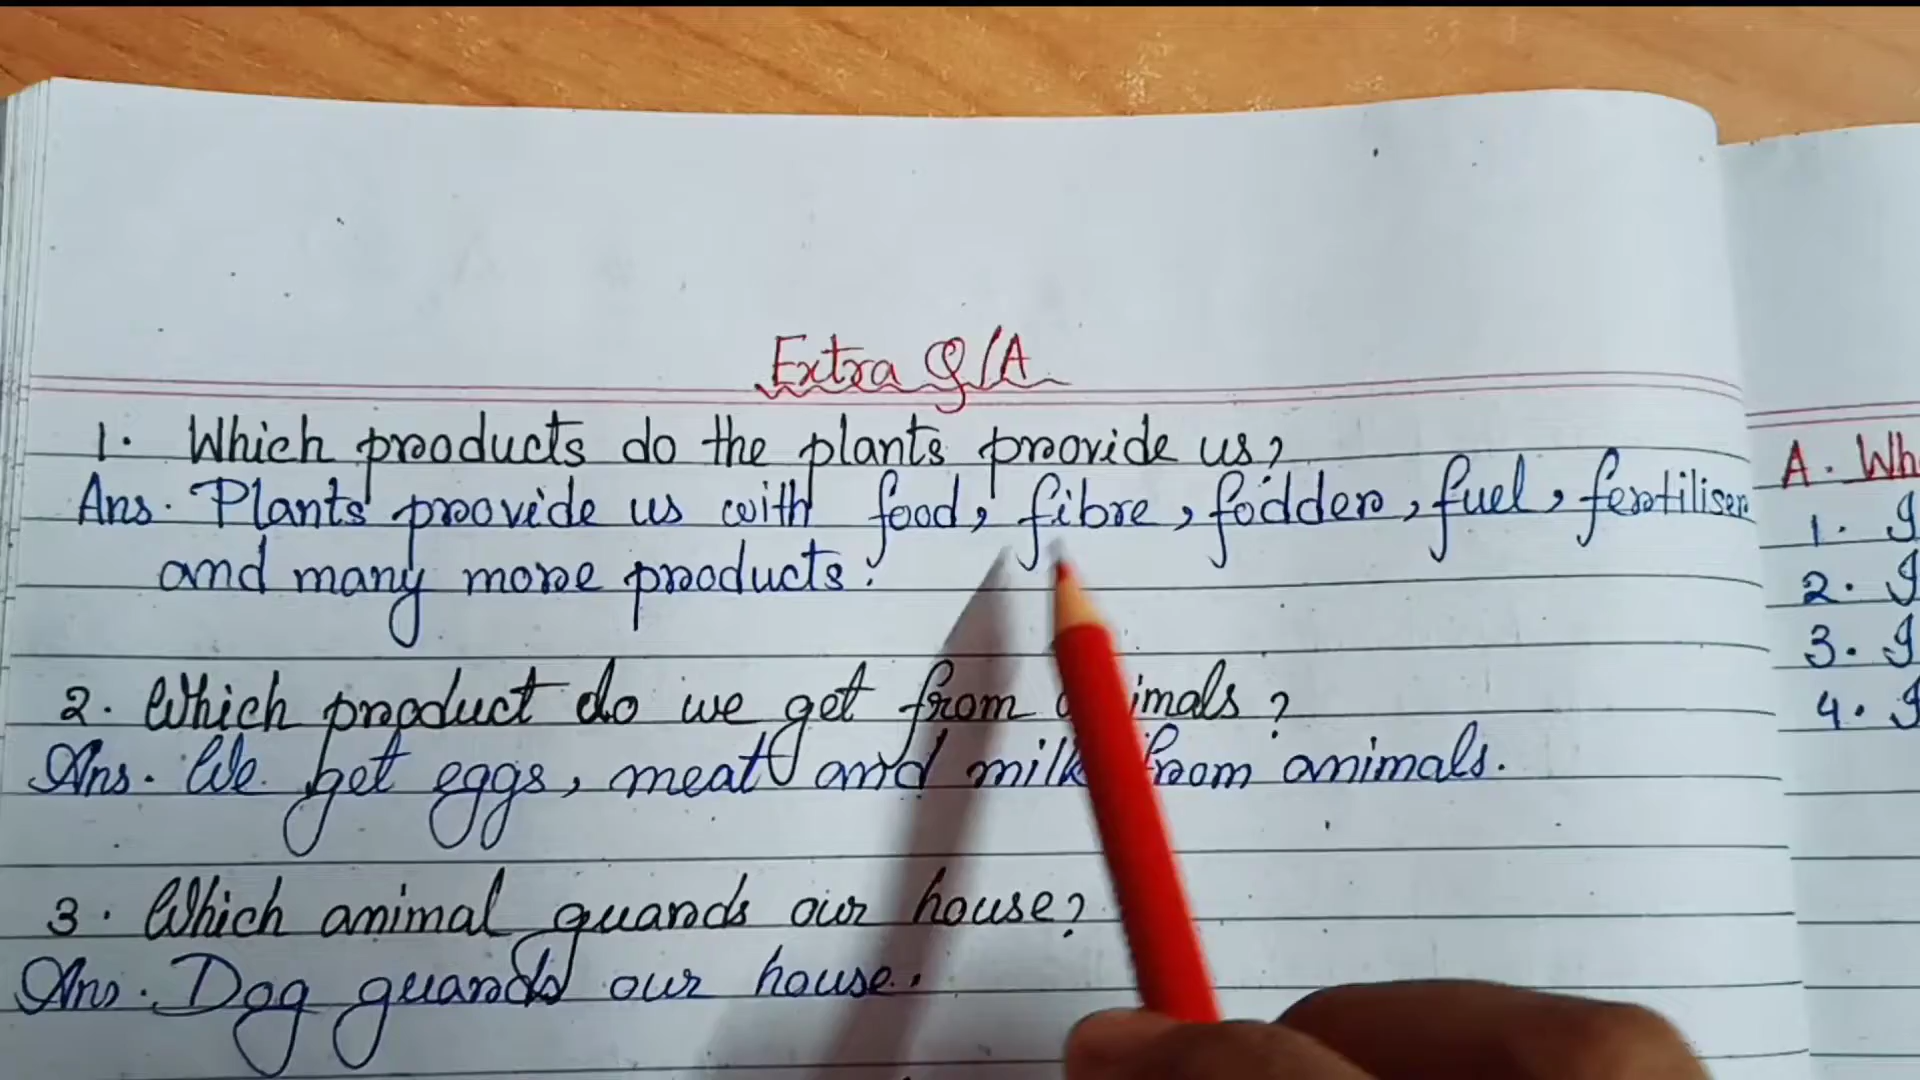 Extra Q/A
1. Which products do the plants provide us?
Ans. Plants provide us with food, fibre, fodder, fuel, fertiliser
and many more products.
2. Which product do we get from animals?
Ans. We get eggs, meat and milk from animals.
3. Which animal guards our house?
Ans. Dog guards our house.
A. Wh
1. I
2. I
3. I
4. I